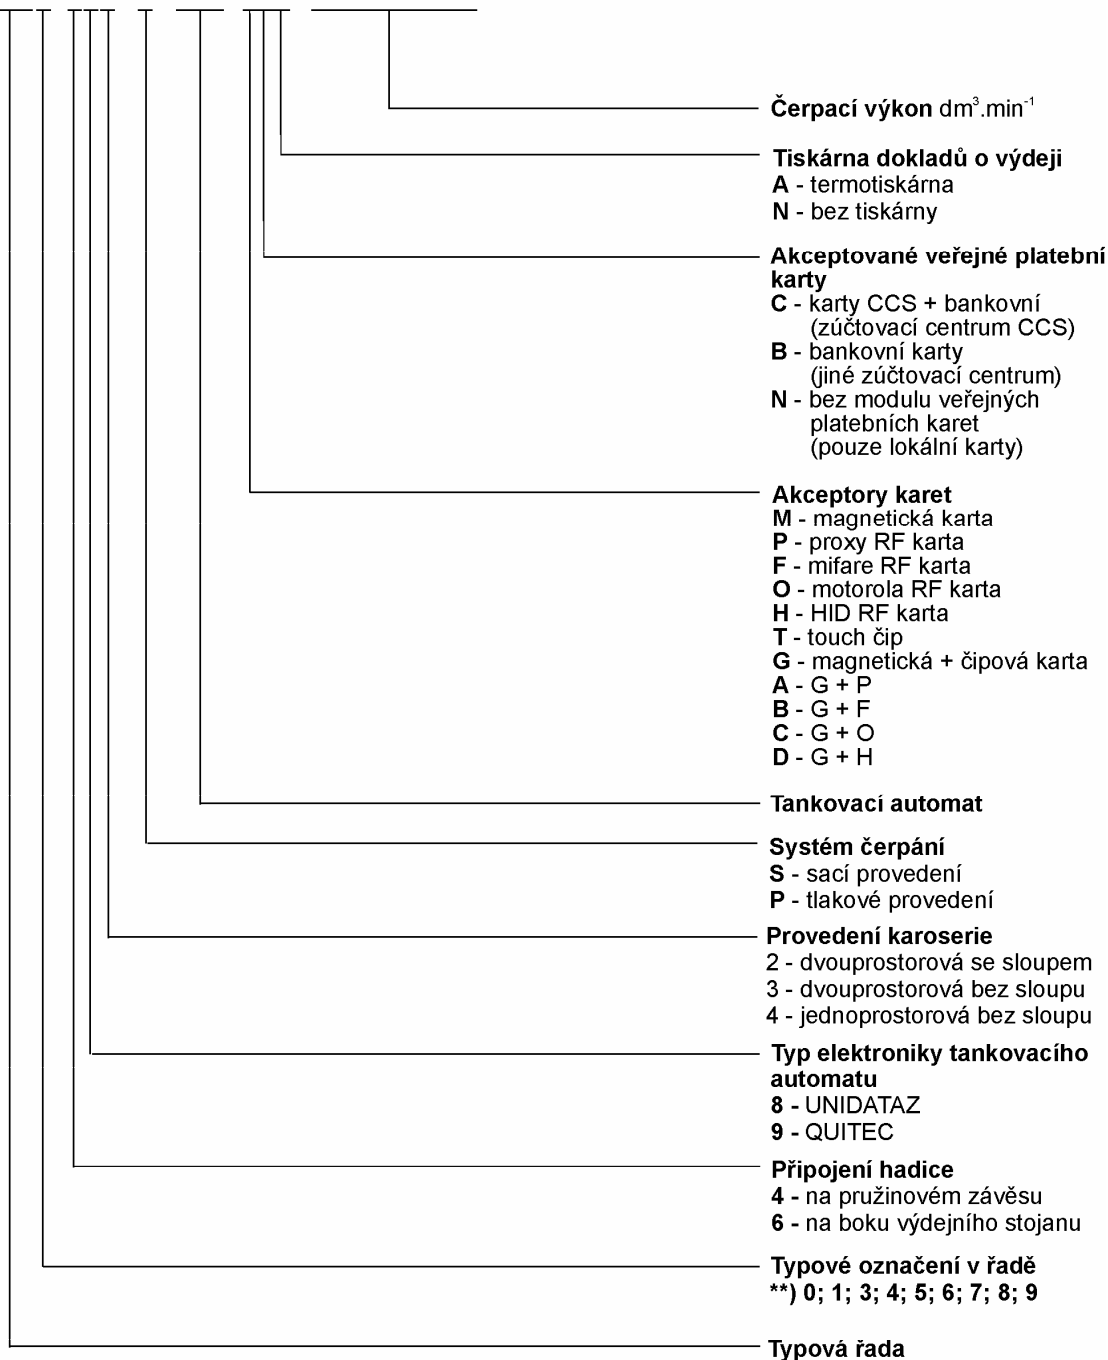 Čerpací výkon dm³.min⁻¹
Tiskárna dokladů o výdeji
A - termotiskárna
N - bez tiskárny
Akceptované veřejné platební
karty
C - karty CCS + bankovní
(zúčtovací centrum CCS)
B - bankovní karty
(jiné zúčtovací centrum)
N - bez modulu veřejných
platebních karet
(pouze lokální karty)
Akceptory karet
M - magnetická karta
P - proxy RF karta
F - mifare RF karta
O - motorola RF karta
H - HID RF karta
T - touch čip
G - magnetická + čipová karta
A - G + P
B - G + F
C - G + O
D - G + H
Tankovací automat
Systém čerpání
S - sací provedení
P - tlakové provedení
Provedení karoserie
2 - dvouprostorová se sloupem
3 - dvouprostorová bez sloupu
4 - jednoprostorová bez sloupu
Typ elektroniky tankovacího
automatu
8 - UNIDATAZ
9 - QUITEC
Připojení hadice
4 - na pružinovém závěsu
6 - na boku výdejního stojanu
Typové označení v řadě
**) 0; 1; 3; 4; 5; 6; 7; 8; 9
Typová řada